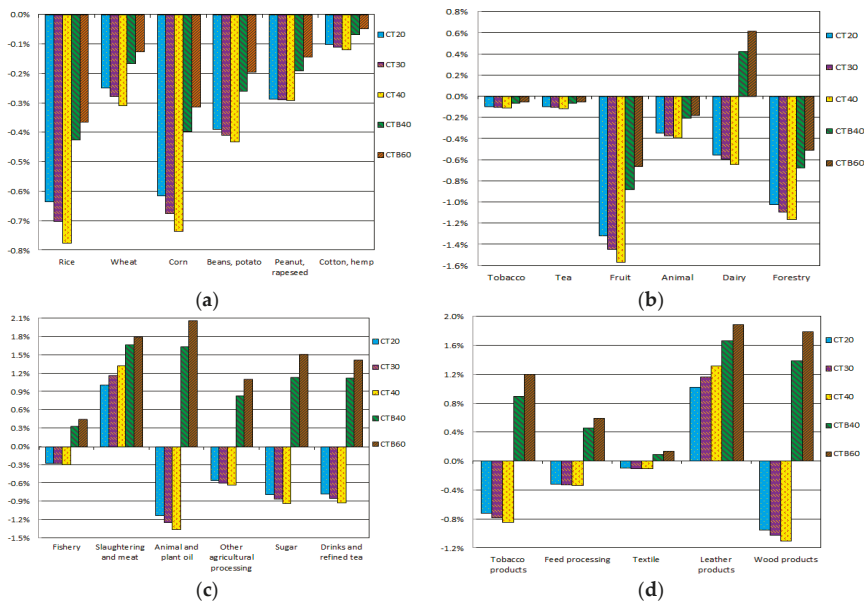 0%
-0.1%
-0.2%
-0.3%
-0.4%
-0.5%
-0.6%
-0.7%
-0.8%
Rice Wheat Corn Beans, potato Peanut, rapeseed Cotton, hemp
CT20
CT30
CT40
CTB40
CTB60
(a)
0.8%
0.6%
0.4%
0.2%
0.0%
-0.2%
-0.4%
-0.6%
-0.8%
-1.0%
-1.2%
-1.4%
-1.6%
Tobacco Tea Fruit Animal Dairy Forestry
CT20
CT30
CT40
CTB40
CTB60
(b)
2.1%
1.8%
1.5%
1.2%
0.9%
0.6%
0.3%
0.0%
-0.3%
-0.6%
-0.9%
-1.2%
-1.5%
Fishery Slaughtering and meat Animal and plant oil Other agricultural processing Sugar Drinks and refined tea
CT20
CT30
CT40
CTB40
CTB60
(c)
2.0%
1.6%
1.2%
0.8%
0.4%
0.0%
-0.4%
-0.8%
-1.2%
Tobacco products Feed processing Textile Leather products Wood products
CT20
CT30
CT40
CTB40
CTB60
(d)